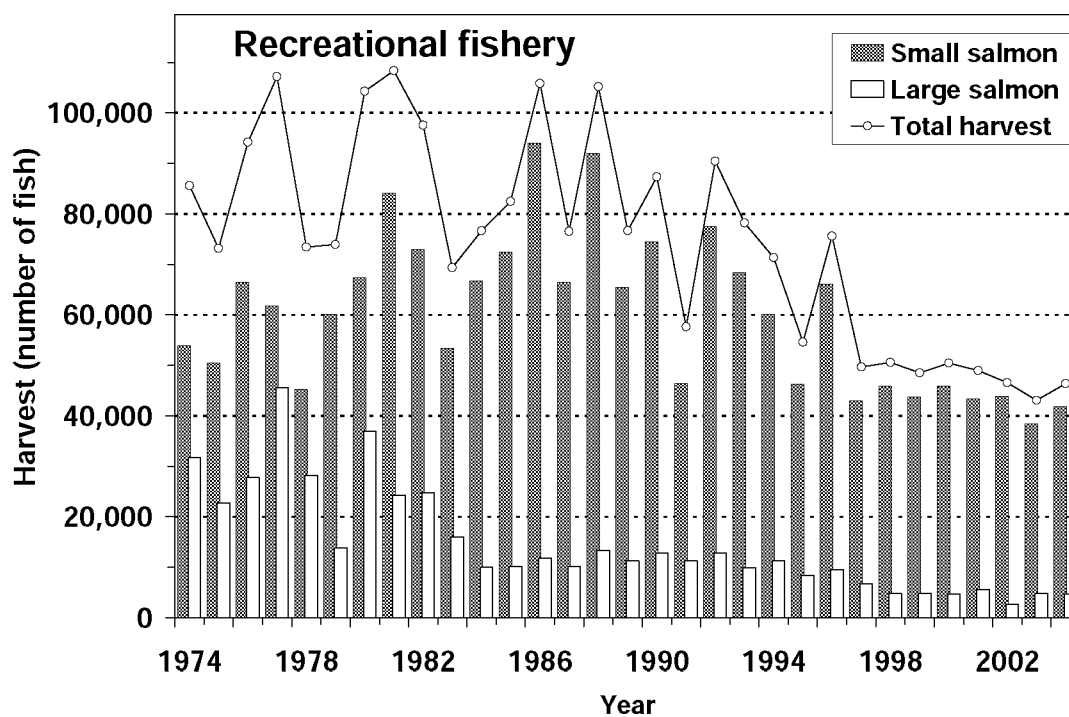 Recreational fishery
Small salmon
Large salmon
Total harvest
Harvest (number of fish)
100,000
80,000
60,000
40,000
20,000
0
1974 1978 1982 1986 1990 1994 1998 2002
Year